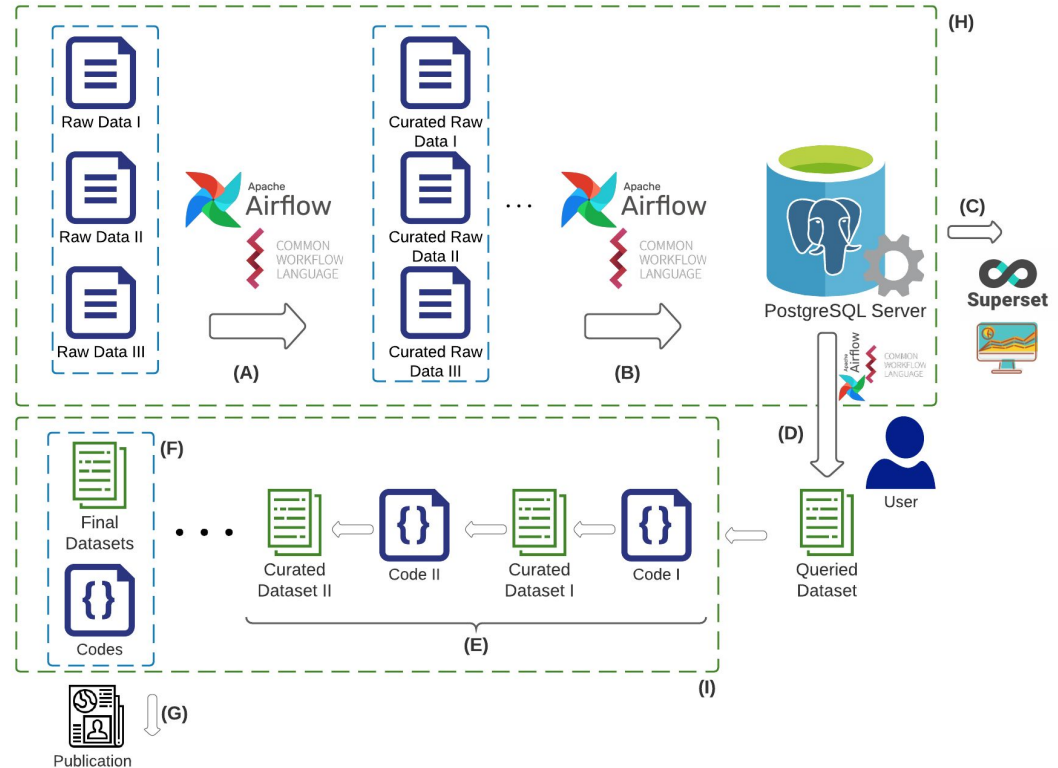 (H)
Raw Data I
Raw Data II
Raw Data III
Apache
Airflow
COMMON
WORKFLOW
LANGUAGE
(A)
Curated Raw
Data I
Curated Raw
Data II
Curated Raw
Data III
...
Apache
Airflow
COMMON
WORKFLOW
LANGUAGE
(B)
PostgreSQL Server
(C)
Superset
Apache
Airflow
COMMON
WORKFLOW
LANGUAGE
(D)
User
Queried
Dataset
Code I
Curated
Dataset I
Code II
Curated
Dataset II
(E)
...
(F)
Final
Datasets
{}
Codes
(I)
(G)
Publication